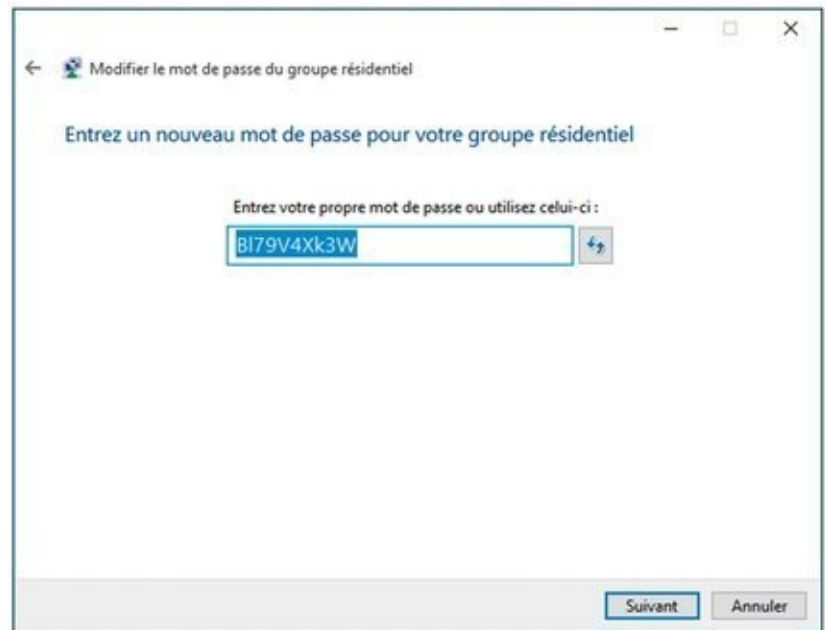 Modifier le mot de passe du groupe résidentiel
Entrez un nouveau mot de passe pour votre groupe résidentiel
Entrez votre propre mot de passe ou utilisez celui-ci :
Bl79V4Xk3W
Suivant Annuler